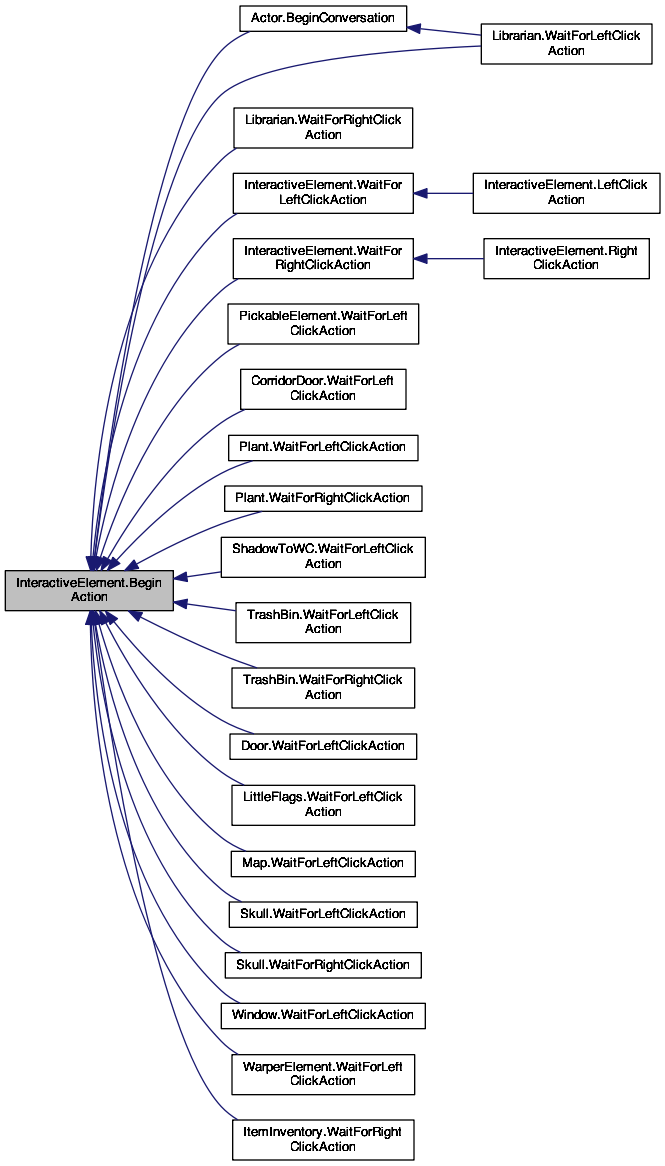 Actor.BeginConversation
Librarian.WaitForLeftClick
Action
Librarian.WaitForRightClick
Action
InteractiveElement.WaitFor
LeftClickAction
InteractiveElement.LeftClick
Action
InteractiveElement.WaitFor
RightClickAction
InteractiveElement.Right
ClickAction
PickableElement.WaitForLeft
ClickAction
CorridorDoor.WaitForLeft
ClickAction
Plant.WaitForLeftClickAction
Plant.WaitForRightClickAction
ShadowToWC.WaitForLeftClick
Action
InteractiveElement.Begin
Action
TrashBin.WaitForLeftClick
Action
TrashBin.WaitForRightClick
Action
Door.WaitForLeftClickAction
LittleFlags.WaitForLeftClick
Action
Map.WaitForLeftClickAction
Skull.WaitForLeftClickAction
Skull.WaitForRightClickAction
Window.WaitForLeftClickAction
WarperElement.WaitForLeft
ClickAction
ItemInventory.WaitForRight
ClickAction